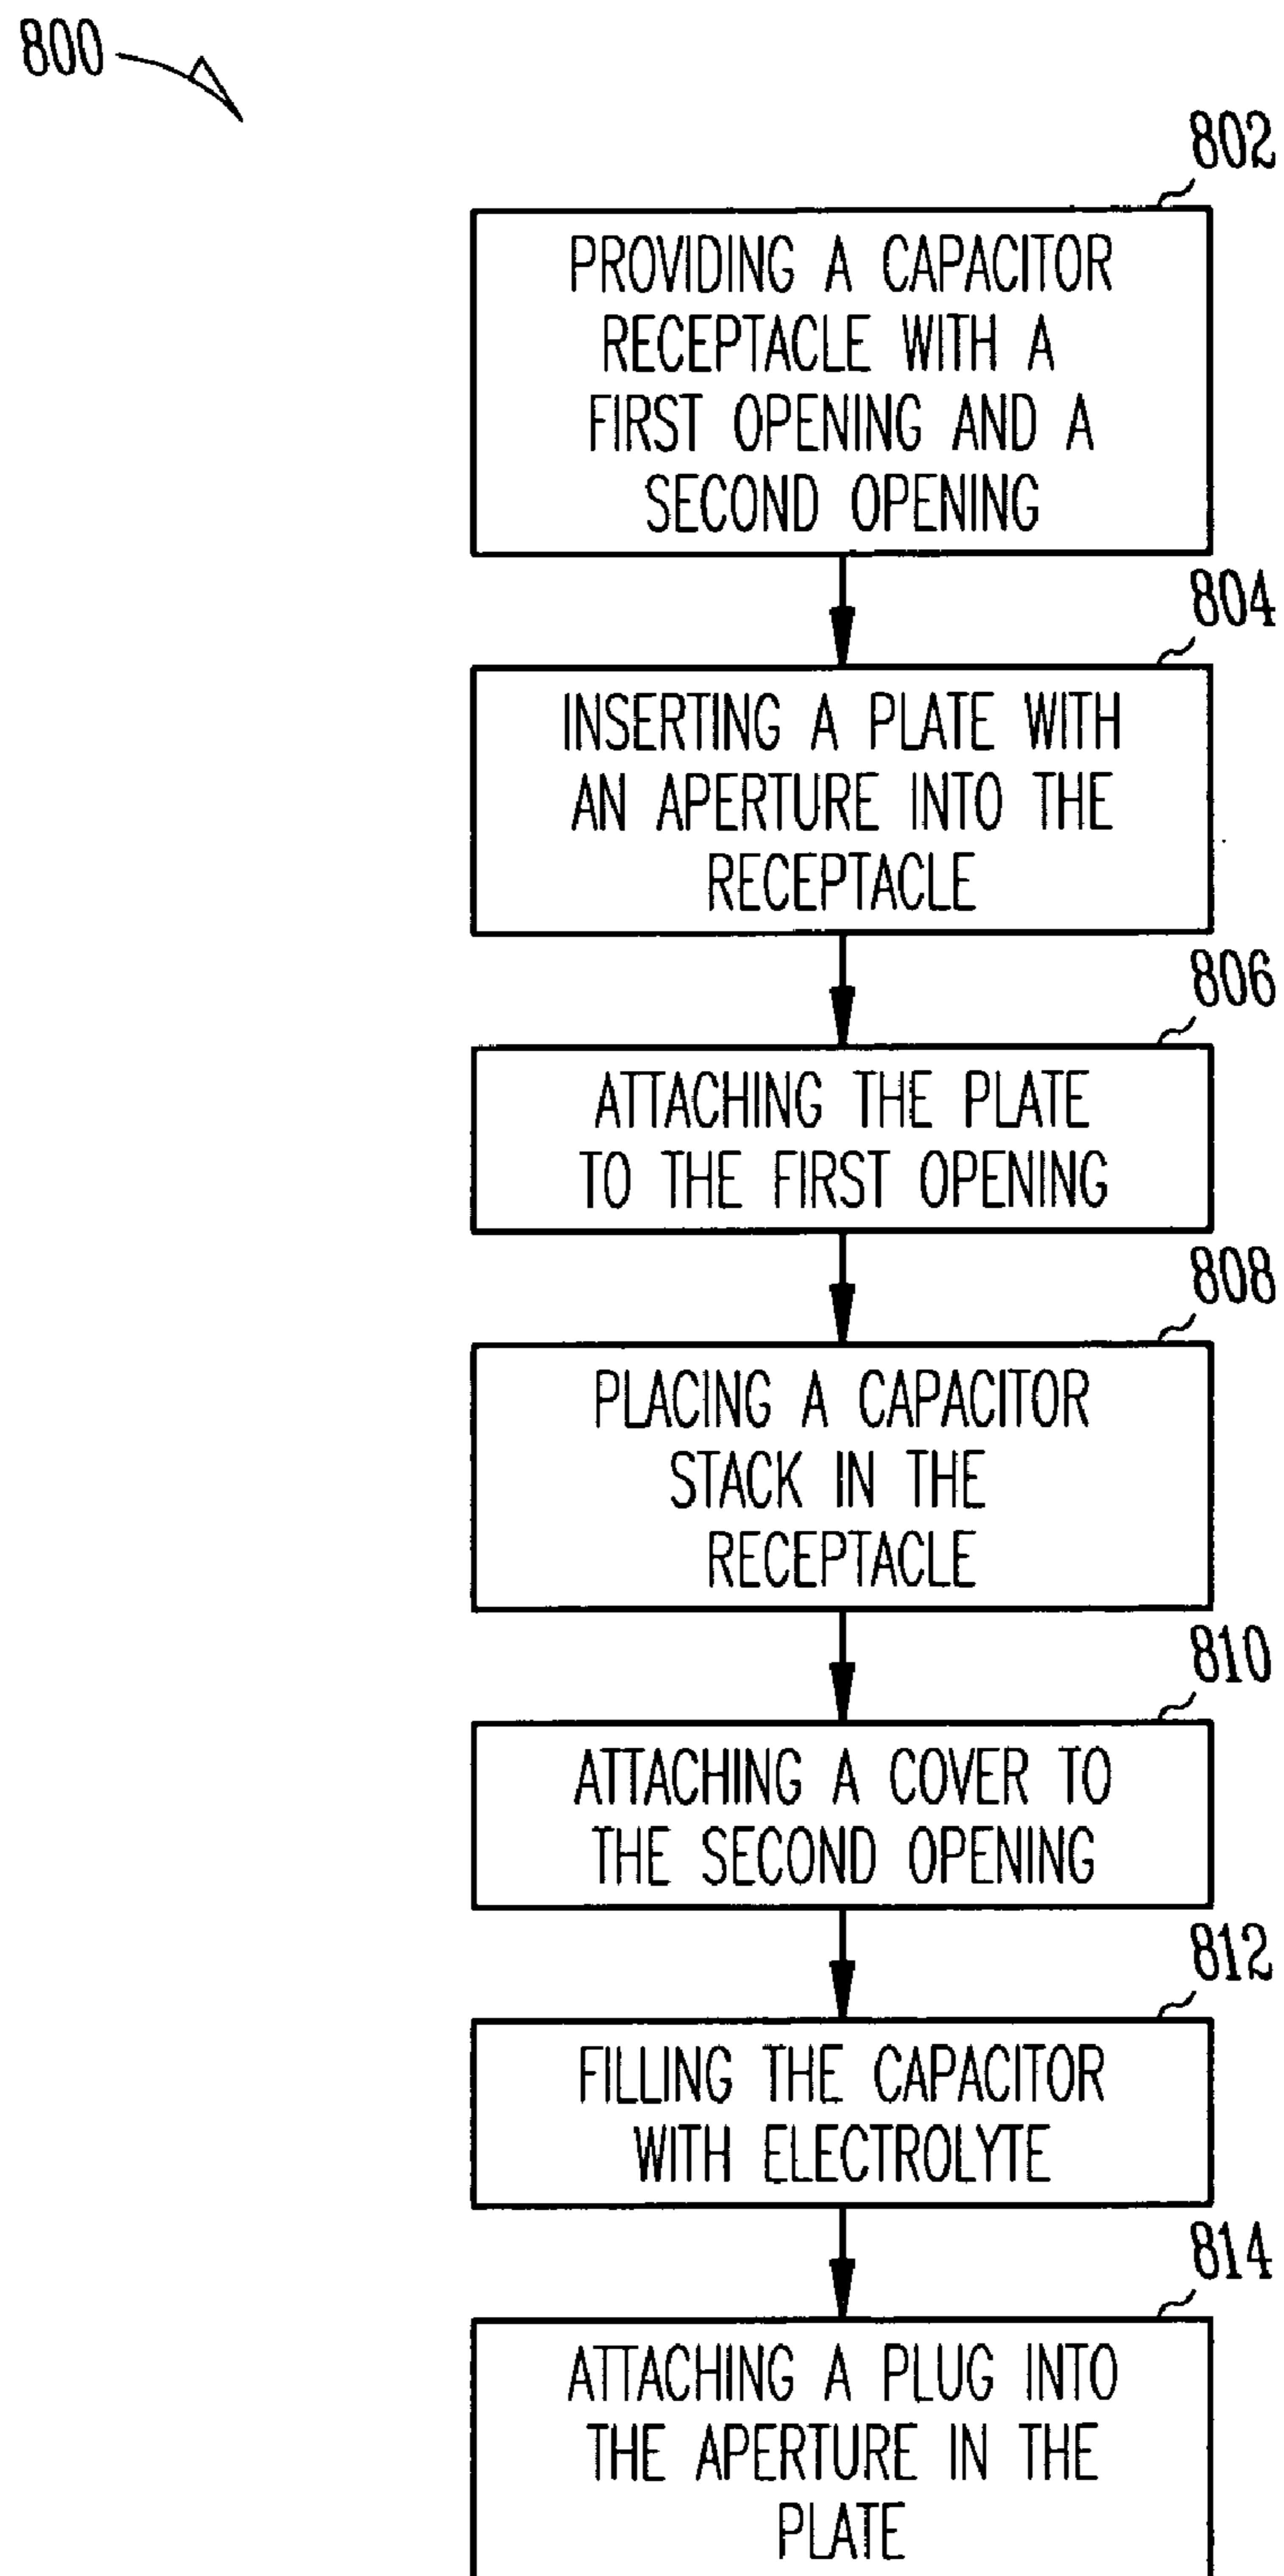 800
802
PROVIDING A CAPACITOR
RECEPTACLE WITH A
FIRST OPENING AND A
SECOND OPENING
804
INSERTING A PLATE WITH
AN APERTURE INTO THE
RECEPTACLE
806
ATTACHING THE PLATE
TO THE FIRST OPENING
808
PLACING A CAPACITOR
STACK IN THE
RECEPTACLE
810
ATTACHING A COVER TO
THE SECOND OPENING
812
FILLING THE CAPACITOR
WITH ELECTROLYTE
814
ATTACHING A PLUG INTO
THE APERTURE IN THE
PLATE